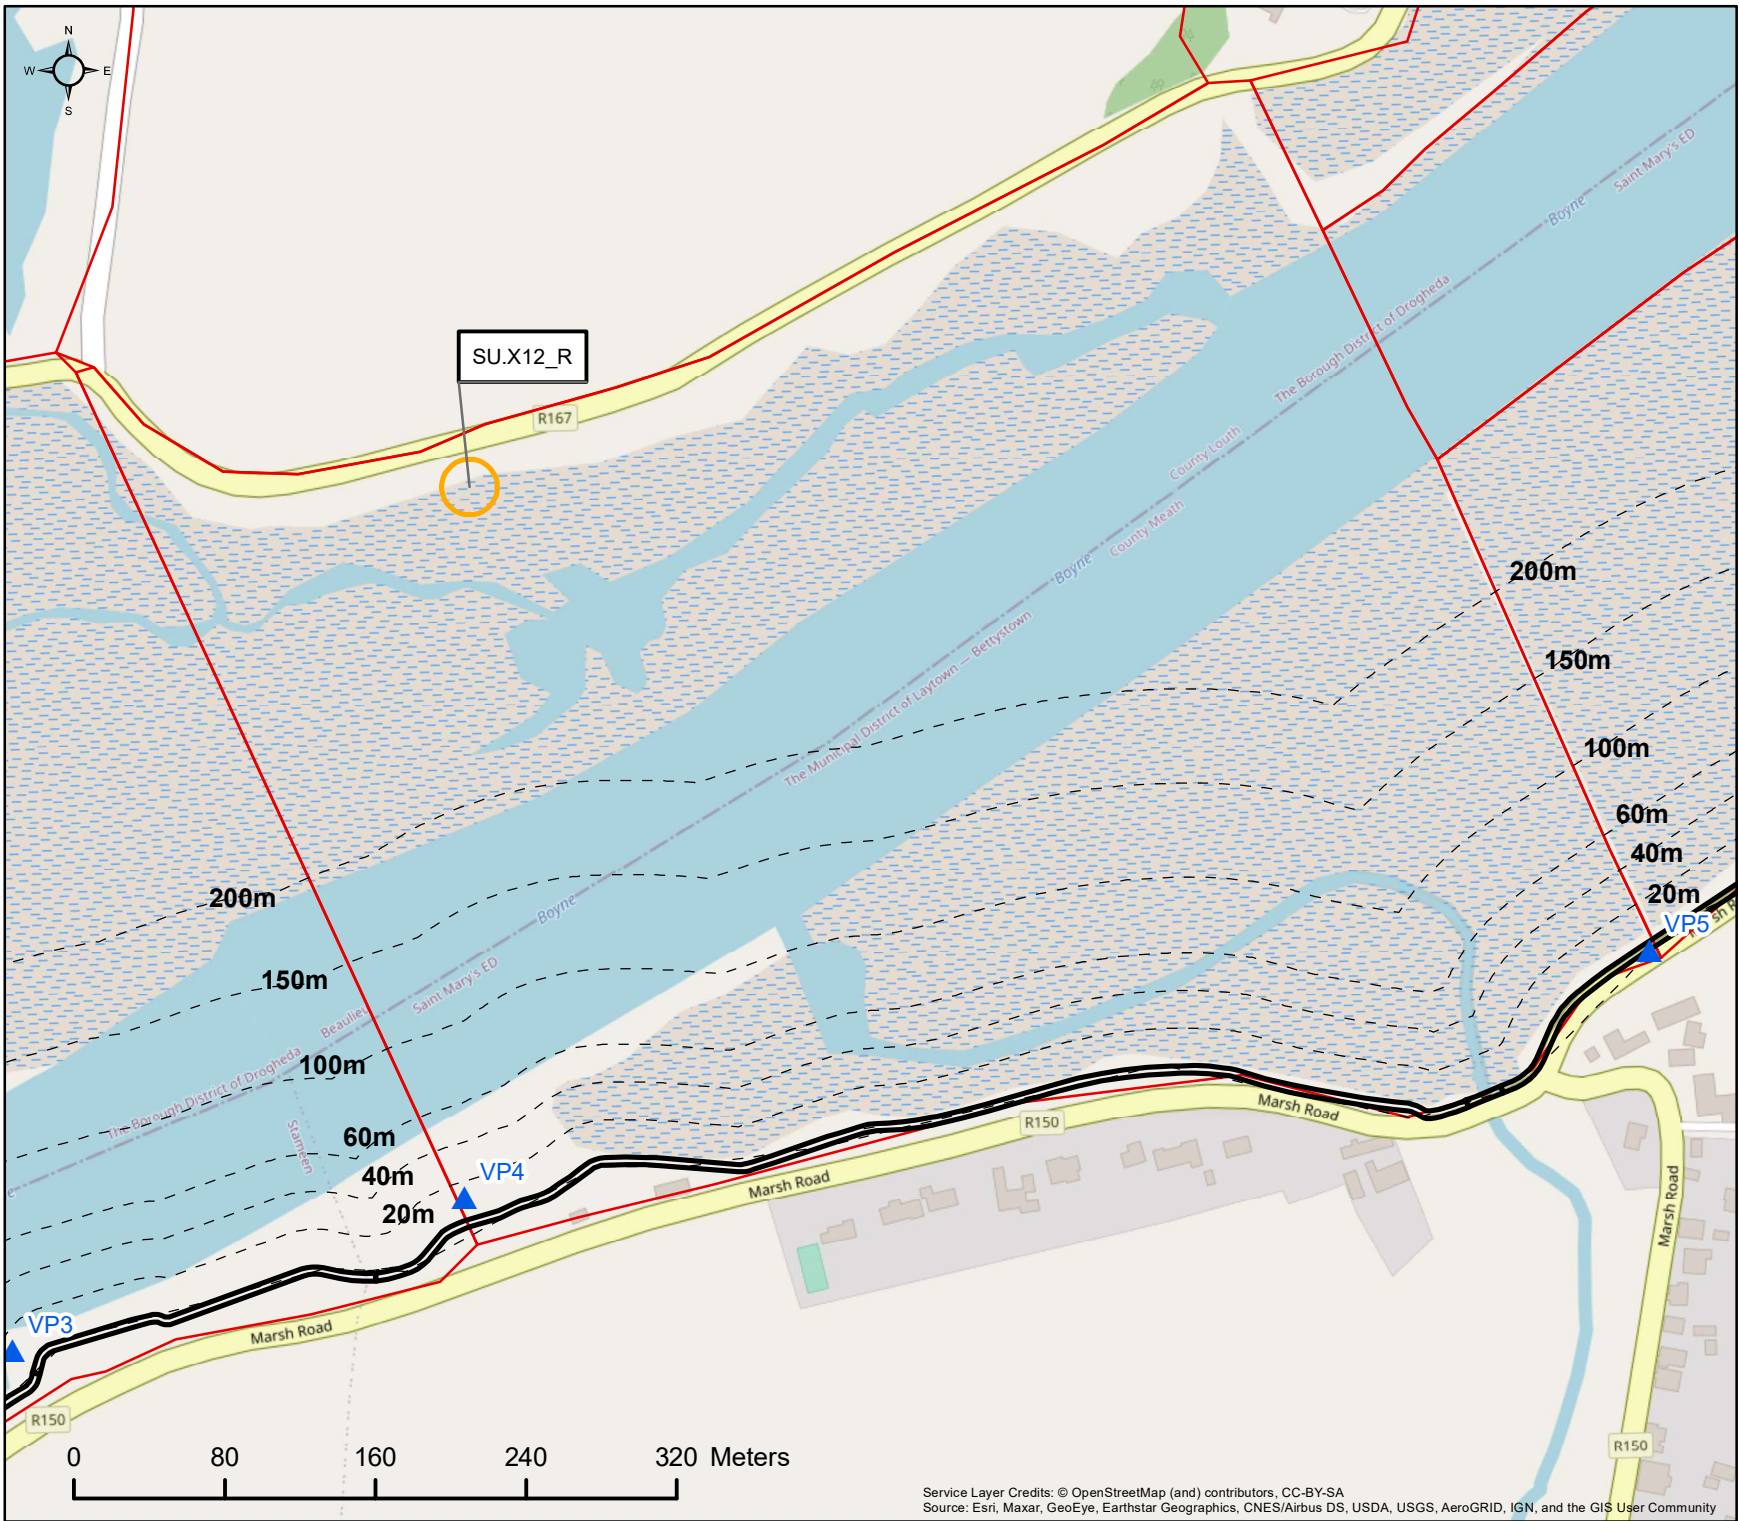 N
W E
S
Saint Mary's ED
Boyne
The Borough District of Drogheda
SU.X12_R
R167
County Louth
County Meath
Boyne
200m
The Municipal District of Laytown — Bettystown
150m
100m
60m
40m
20m
VP5
200m
Boyne
150m
Saint Mary's ED
Beaulieu
100m
The Borough District of Drogheda
60m
Stameen
40m
VP4
20m
R150
Marsh Road
Marsh Road
Marsh Road
VP3
Marsh Road
R150
R150
0 80 160 240 320 Meters
Service Layer Credits: © OpenStreetMap (and) contributors, CC-BY-SA
Source: Esri, Maxar, GeoEye, Earthstar Geographics, CNES/Airbus DS, USDA, USGS, AeroGRID, IGN, and the GIS User Community